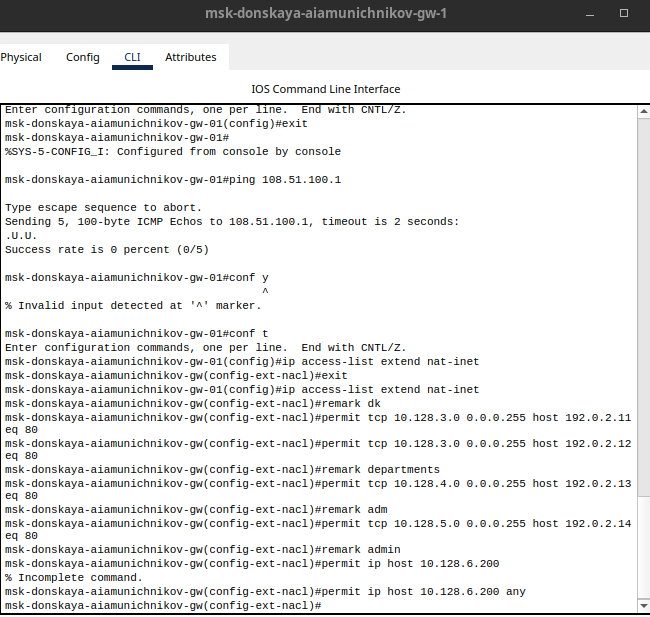 msk-donskaya-aiamunichnikov-gw-1
Physical Config CLI Attributes
IOS Command Line Interface
Enter configuration commands, one per line.  End with CNTL/Z.
msk-donskaya-aiamunichnikov-gw-01(config)#exit
msk-donskaya-aiamunichnikov-gw-01#
%SYS-5-CONFIG_I: Configured from console by console
msk-donskaya-aiamunichnikov-gw-01#ping 108.51.100.1
Type escape sequence to abort.
Sending 5, 100-byte ICMP Echos to 108.51.100.1, timeout is 2 seconds:
.U.U.
Success rate is 0 percent (0/5)
msk-donskaya-aiamunichnikov-gw-01#conf y
^
% Invalid input detected at '^' marker.
msk-donskaya-aiamunichnikov-gw-01#conf t
Enter configuration commands, one per line.  End with CNTL/Z.
msk-donskaya-aiamunichnikov-gw-01(config)#ip access-list extend nat-inet
msk-donskaya-aiamunichnikov-gw(config-ext-nacl)#exit
msk-donskaya-aiamunichnikov-gw-01(config)#ip access-list extend nat-inet
msk-donskaya-aiamunichnikov-gw(config-ext-nacl)#remark dk
msk-donskaya-aiamunichnikov-gw(config-ext-nacl)#permit tcp 10.128.3.0 0.0.0.255 host 192.0.2.11
eq 80
msk-donskaya-aiamunichnikov-gw(config-ext-nacl)#permit tcp 10.128.3.0 0.0.0.255 host 192.0.2.12
eq 80
msk-donskaya-aiamunichnikov-gw(config-ext-nacl)#remark departments
msk-donskaya-aiamunichnikov-gw(config-ext-nacl)#permit tcp 10.128.4.0 0.0.0.255 host 192.0.2.13
eq 80
msk-donskaya-aiamunichnikov-gw(config-ext-nacl)#remark adm
msk-donskaya-aiamunichnikov-gw(config-ext-nacl)#permit tcp 10.128.5.0 0.0.0.255 host 192.0.2.14
eq 80
msk-donskaya-aiamunichnikov-gw(config-ext-nacl)#remark admin
msk-donskaya-aiamunichnikov-gw(config-ext-nacl)#permit ip host 10.128.6.200
% Incomplete command.
msk-donskaya-aiamunichnikov-gw(config-ext-nacl)#permit ip host 10.128.6.200 any
msk-donskaya-aiamunichnikov-gw(config-ext-nacl)#